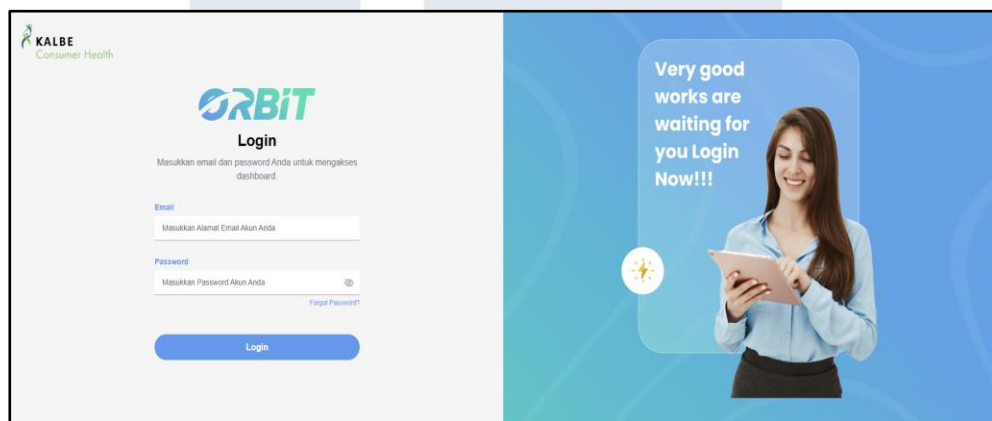 KALBE
Consumer Health
ORBiT
Login
Masukkan email dan password Anda untuk mengakses
dashboard.
Email
Masukkan Alamat Email Akun Anda
Password
Masukkan Password Akun Anda
Forgot Password?
Login
Very good
works are
waiting for
you Login
Now!!!